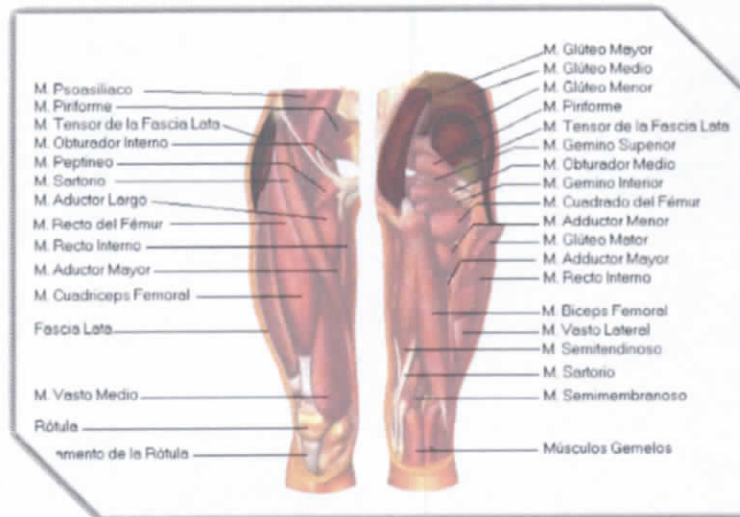 M. Psoasiliaco
M. Piriforme
M. Tensor de la Fascia Lata
M. Obturador Interno
M. Peptineo
M. Sartorio
M. Aductor Largo
M. Recto del Fémur
M. Recto Interno
M. Aductor Mayor
M. Cuadriceps Femoral
Fascia Lata
M. Vasto Medio
Rótula
mento de la Rótula
M. Glúteo Mayor
M. Glúteo Medio
M. Glúteo Menor
M. Piriforme
M. Tensor de la Fascia Lata
M. Gemino Superior
M. Obturador Medio
M. Gemino Interior
M. Cuadrado del Fémur
M. Adductor Menor
M. Glúteo Mator
M. Adductor Mayor
M. Recto Interno
M. Biceps Femoral
M. Vasto Lateral
M. Semitendinoso
M. Sartorio
M. Semimembranoso
Músculos Gemelos